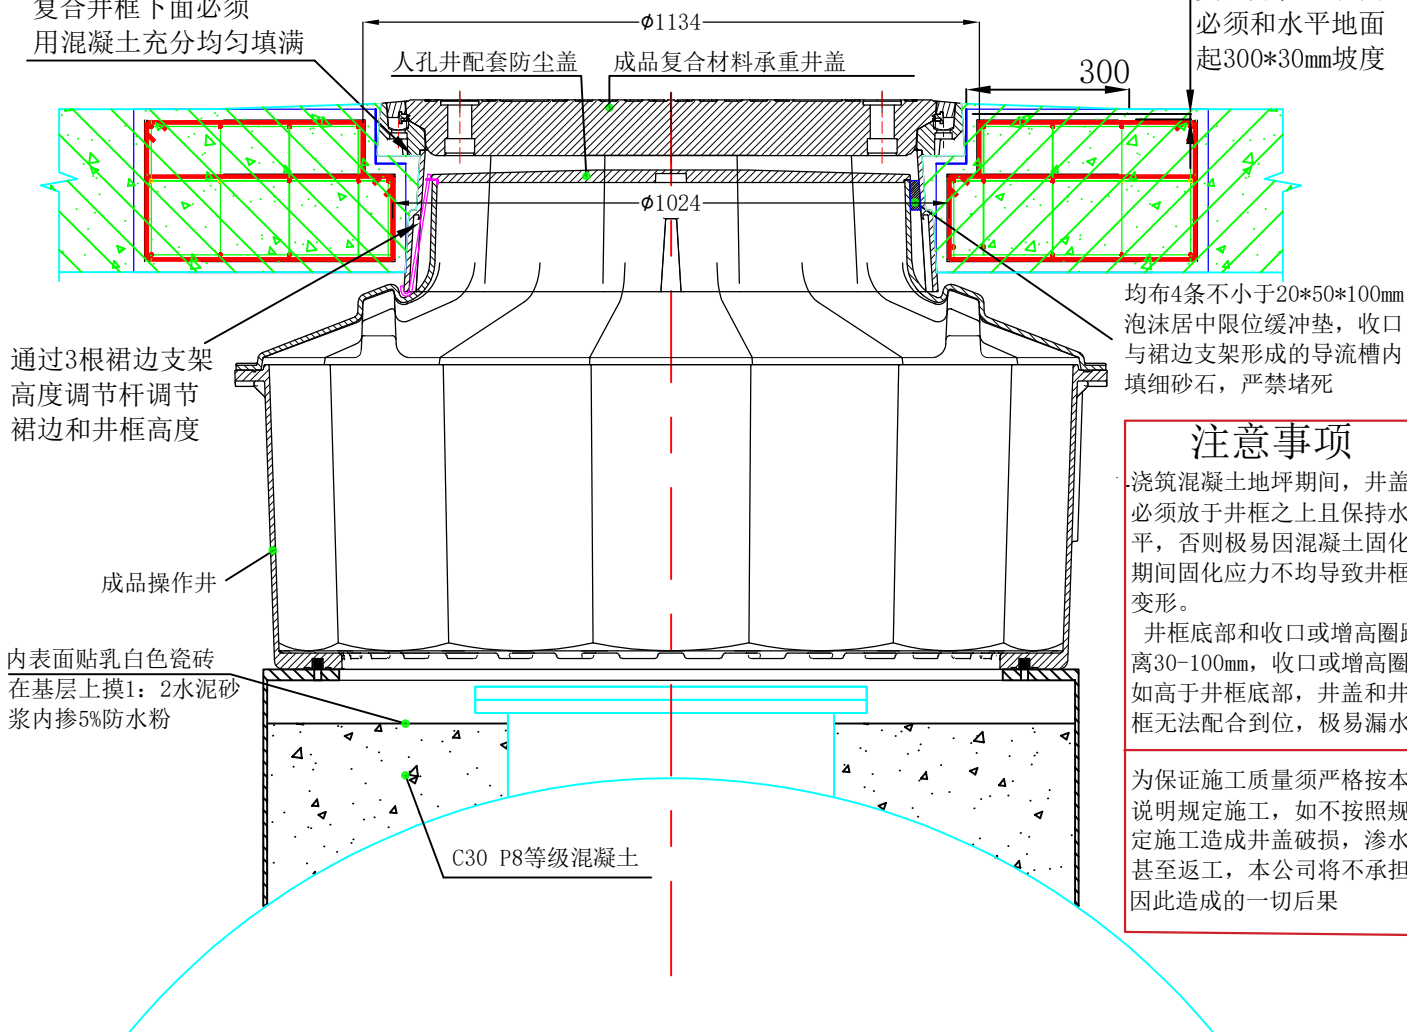 复合井框下面必须
用混凝土充分均匀填满
φ1134
人孔井配套防尘盖
成品复合材料承重井盖
300
必须和水平地面
起300*30mm坡度
φ1024
均布4条不小于20*50*100mm
泡沫居中限位缓冲垫，收口
与裙边支架形成的导流槽内
填细砂石，严禁堵死
通过3根裙边支架
高度调节杆调节
裙边和井框高度
注意事项
浇筑混凝土地坪期间，井盖
必须放于井框之上且保持水
平，否则极易因混凝土固化
期间固化应力不均导致井框
变形。
井框底部和收口或增高圈距
离30-100mm，收口或增高圈
如高于井框底部，井盖和井
框无法配合到位，极易漏水
为保证施工质量须严格按本
说明规定施工，如不按照规
定施工造成井盖破损，渗水
甚至返工，本公司将不承担
因此造成的一切后果
成品操作井
内表面贴乳白色瓷砖
在基层上摸1：2水泥砂
浆内掺5%防水粉
C30 P8等级混凝土